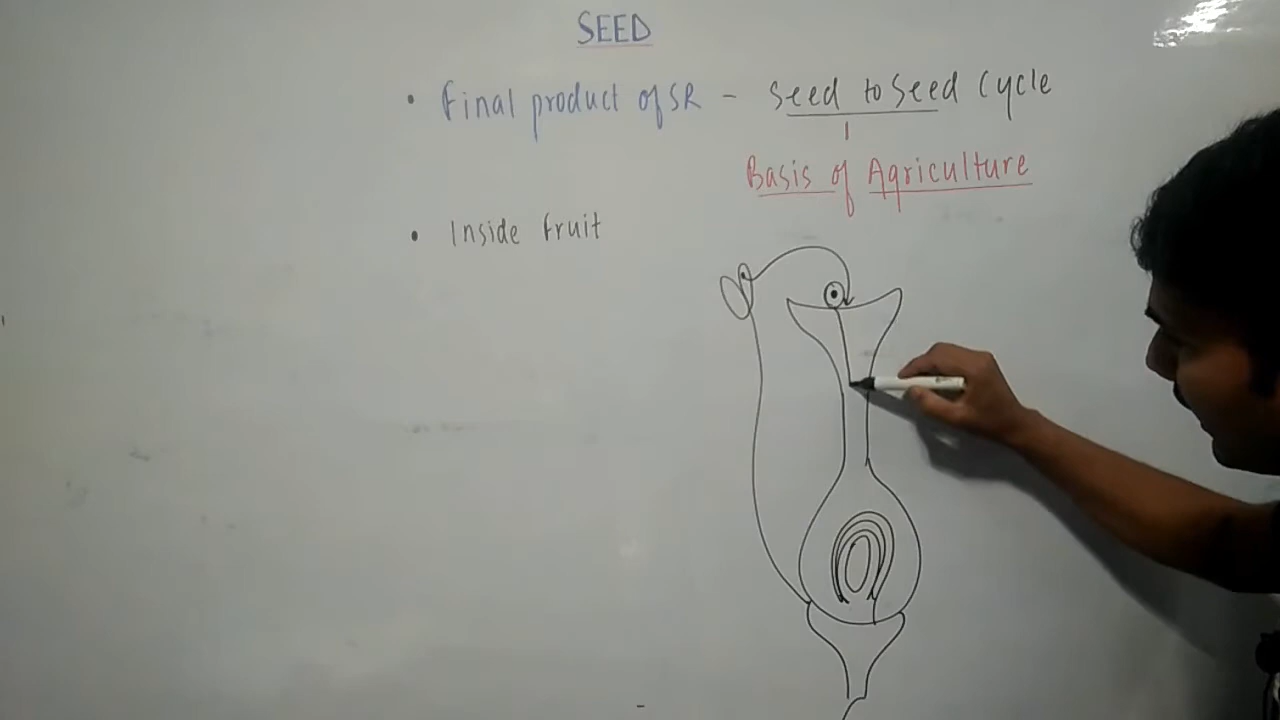 SEED
• Final product of SR – Seed to Seed Cycle
Basis of Agriculture
• Inside fruit